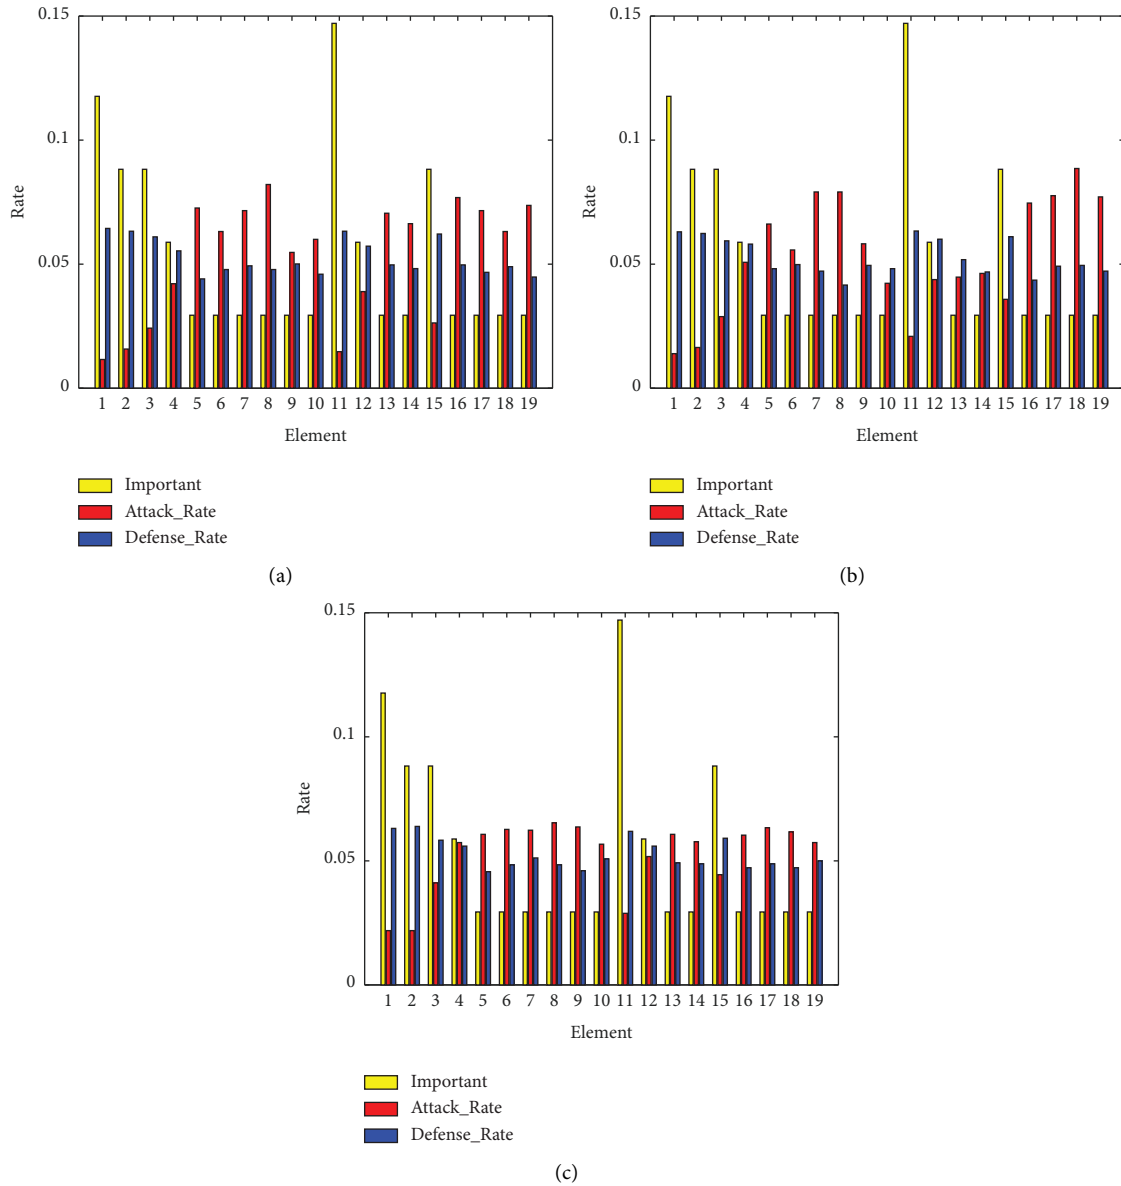 0.15
0.1
0.05
0
Rate
1 2 3 4 5 6 7 8 9 10 11 12 13 14 15 16 17 18 19
Element
Important
Attack_Rate
Defense_Rate
(a)
0.15
0.1
0.05
0
Rate
1 2 3 4 5 6 7 8 9 10 11 12 13 14 15 16 17 18 19
Element
Important
Attack_Rate
Defense_Rate
(b)
0.15
0.1
0.05
0
Rate
1 2 3 4 5 6 7 8 9 10 11 12 13 14 15 16 17 18 19
Element
Important
Attack_Rate
Defense_Rate
(c)